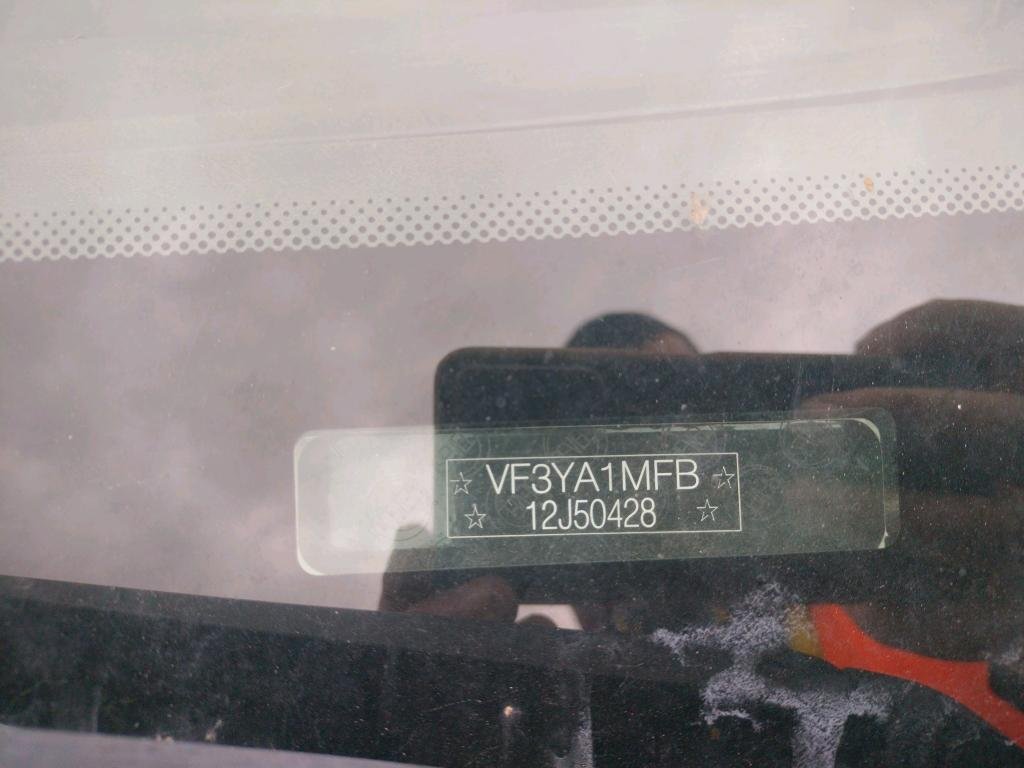 ☆ VF3YA1MFB ☆
☆ 12J50428 ☆